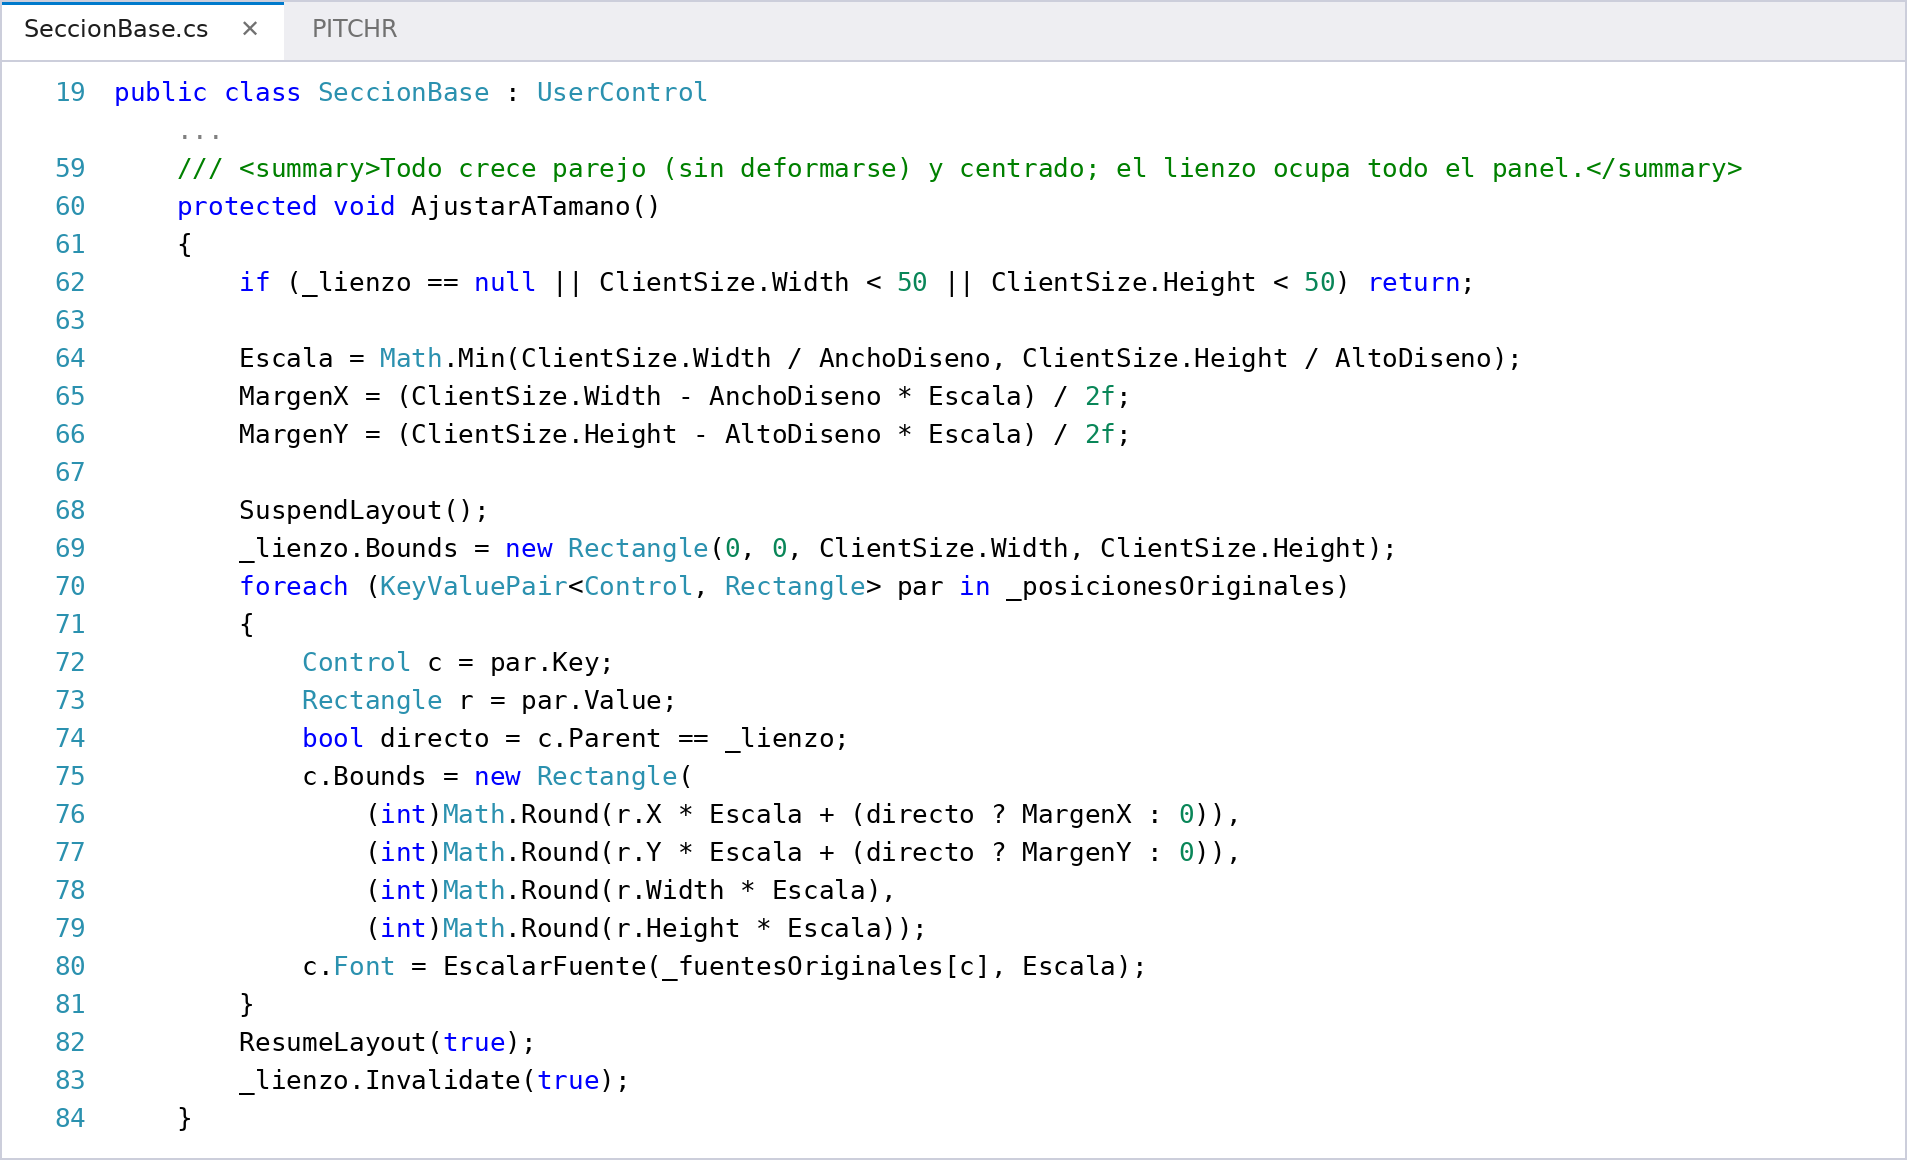 SeccionBase.cs ✕ PITCHR
19 public class SeccionBase : UserControl
...
59 /// <summary>Todo crece parejo (sin deformarse) y centrado; el lienzo ocupa todo el panel.</summary>
60 protected void AjustarATamano()
61 {
62 if (_lienzo == null || ClientSize.Width < 50 || ClientSize.Height < 50) return;
63
64 Escala = Math.Min(ClientSize.Width / AnchoDiseno, ClientSize.Height / AltoDiseno);
65 MargenX = (ClientSize.Width - AnchoDiseno * Escala) / 2f;
66 MargenY = (ClientSize.Height - AltoDiseno * Escala) / 2f;
67
68 SuspendLayout();
69 _lienzo.Bounds = new Rectangle(0, 0, ClientSize.Width, ClientSize.Height);
70 foreach (KeyValuePair<Control, Rectangle> par in _posicionesOriginales)
71 {
72 Control c = par.Key;
73 Rectangle r = par.Value;
74 bool directo = c.Parent == _lienzo;
75 c.Bounds = new Rectangle(
76 (int)Math.Round(r.X * Escala + (directo ? MargenX : 0)),
77 (int)Math.Round(r.Y * Escala + (directo ? MargenY : 0)),
78 (int)Math.Round(r.Width * Escala),
79 (int)Math.Round(r.Height * Escala));
80 c.Font = EscalarFuente(_fuentesOriginales[c], Escala);
81 }
82 ResumeLayout(true);
83 _lienzo.Invalidate(true);
84 }